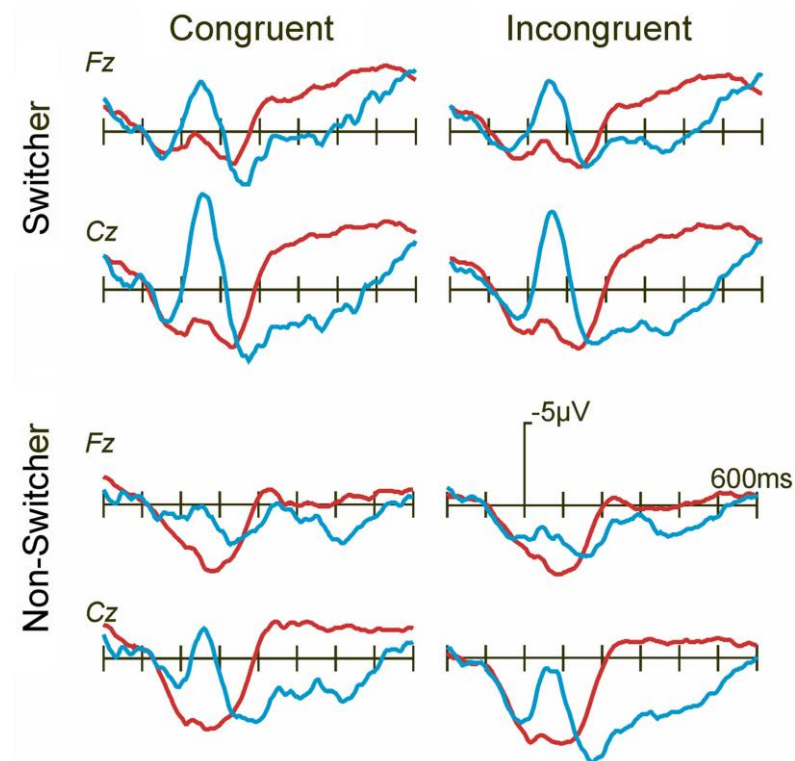 Congruent Incongruent
Switcher
Fz
Cz
Non-Switcher
Fz
-5µV
600ms
Cz